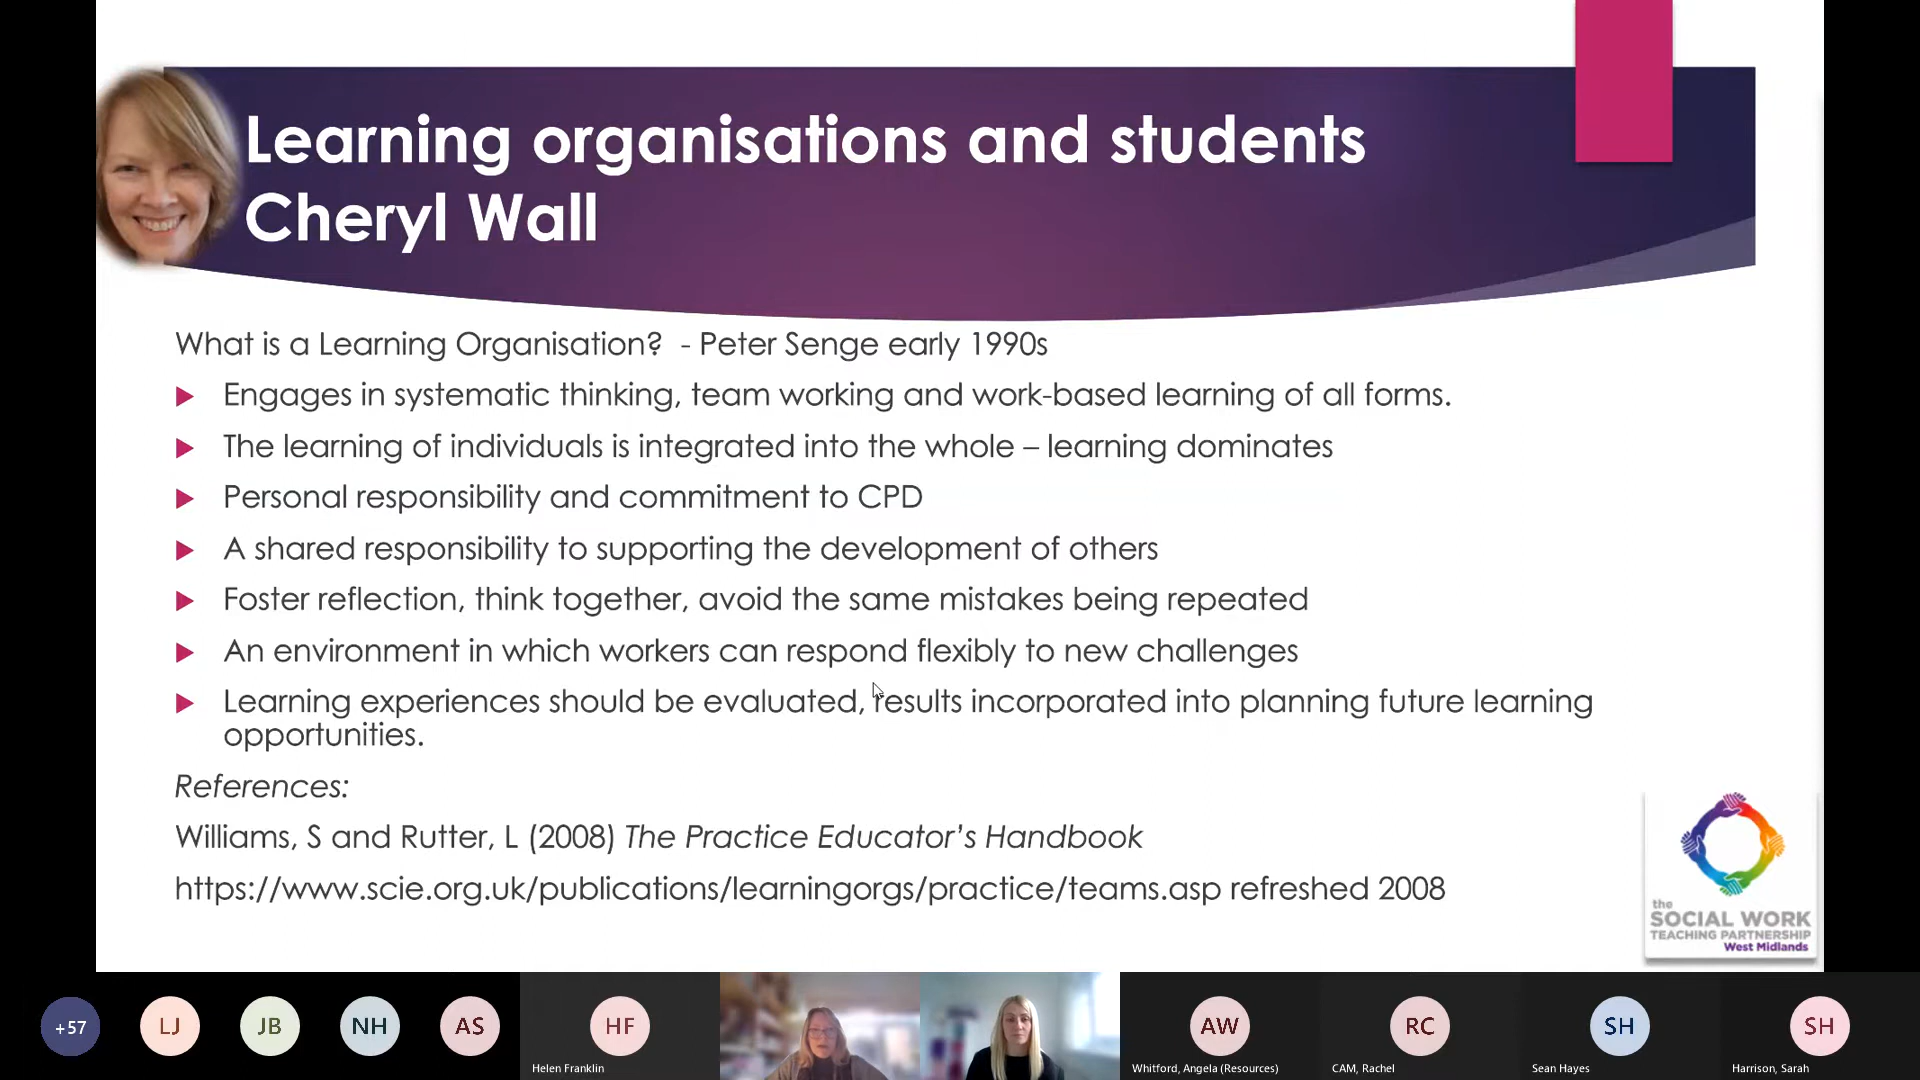 Learning organisations and students
Cheryl Wall
What is a Learning Organisation?  - Peter Senge early 1990s
Engages in systematic thinking, team working and work-based learning of all forms.
The learning of individuals is integrated into the whole – learning dominates
Personal responsibility and commitment to CPD
A shared responsibility to supporting the development of others
Foster reflection, think together, avoid the same mistakes being repeated
An environment in which workers can respond flexibly to new challenges
Learning experiences should be evaluated, results incorporated into planning future learning
opportunities.
References:
Williams, S and Rutter, L (2008) The Practice Educator's Handbook
https://www.scie.org.uk/publications/learningorgs/practice/teams.asp refreshed 2008
the
SOCIAL WORK
TEACHING PARTNERSHIP
West Midlands
+57
LJ
JB
NH
AS
HF
Helen Franklin
AW
Whitford, Angela (Resources)
RC
CAM, Rachel
SH
Sean Hayes
SH
Harrison, Sarah